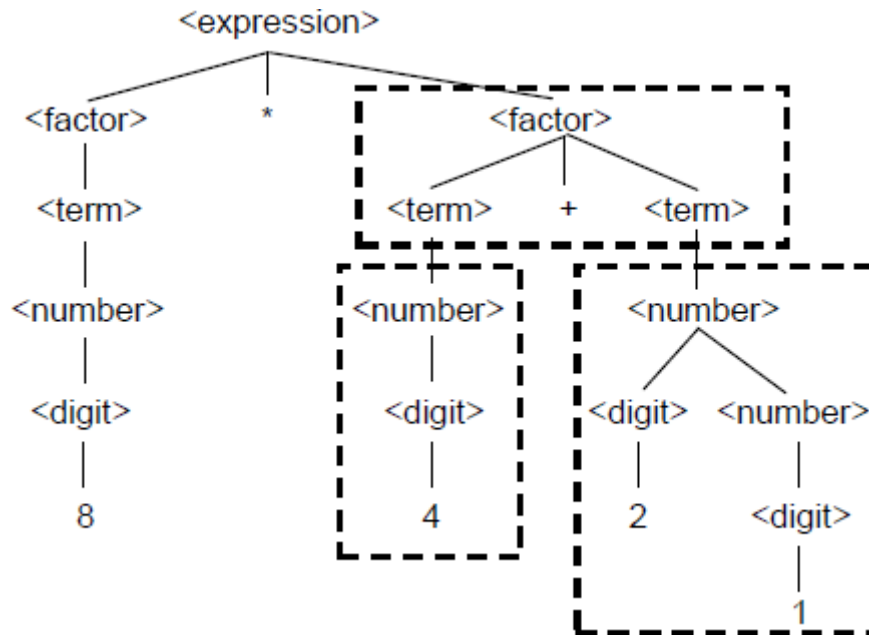 <expression>
<factor> * <factor>
<term> <term> + <term>
<number> <number> <number>
<digit> <digit> <digit> <number>
8 4 2 <digit>
1